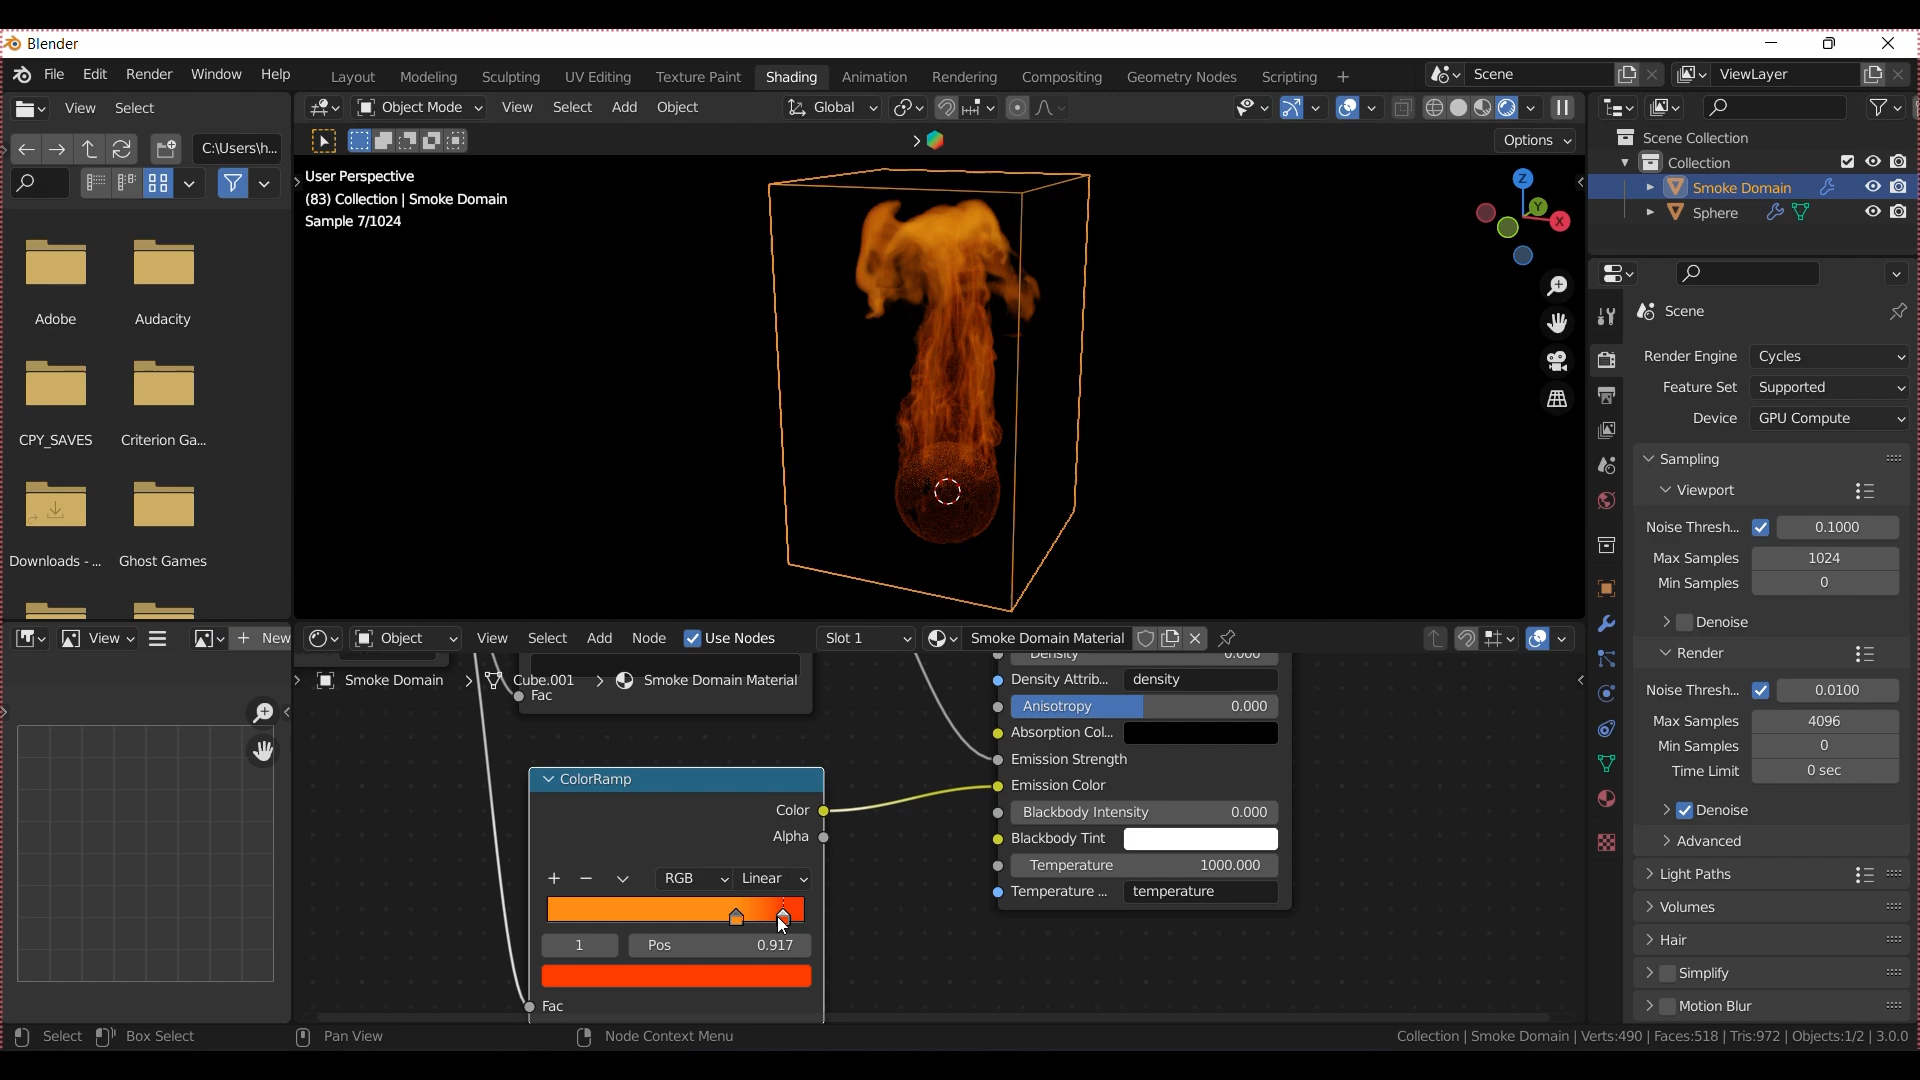 Blender
File Edit Render Window Help
Layout Modeling Sculpting UV Editing Texture Paint Shading Animation Rendering Compositing Geometry Nodes Scripting +
Scene
ViewLayer
View Select
Object Mode View Select Add Object
Global
C:\Users\h...
Options
User Perspective
(83) Collection | Smoke Domain
Sample 7/1024
Z
Y
X
Adobe
Audacity
CPY_SAVES
Criterion Ga...
Downloads - ...
Ghost Games
Scene Collection
Collection
Smoke Domain
Sphere
Scene
Render Engine Cycles
Feature Set Supported
Device GPU Compute
Sampling
Viewport
Noise Thresh... 0.1000
Max Samples 1024
Min Samples 0
Denoise
Render
Noise Thresh... 0.0100
Max Samples 4096
Min Samples 0
Time Limit 0 sec
Denoise
Advanced
Light Paths
Volumes
Hair
Simplify
Motion Blur
View
+ New
Object View Select Add Node Use Nodes Slot 1 Smoke Domain Material
Smoke Domain > Cube.001 > Smoke Domain Material
Fac
ColorRamp
Color
Alpha
+ − RGB Linear
1 Pos 0.917
Fac
Density 0.000
Density Attrib... density
Anisotropy 0.000
Absorption Col...
Emission Strength
Emission Color
Blackbody Intensity 0.000
Blackbody Tint
Temperature 1000.000
Temperature ... temperature
Select Box Select Pan View Node Context Menu
Collection | Smoke Domain | Verts:490 | Faces:518 | Tris:972 | Objects:1/2 | 3.0.0